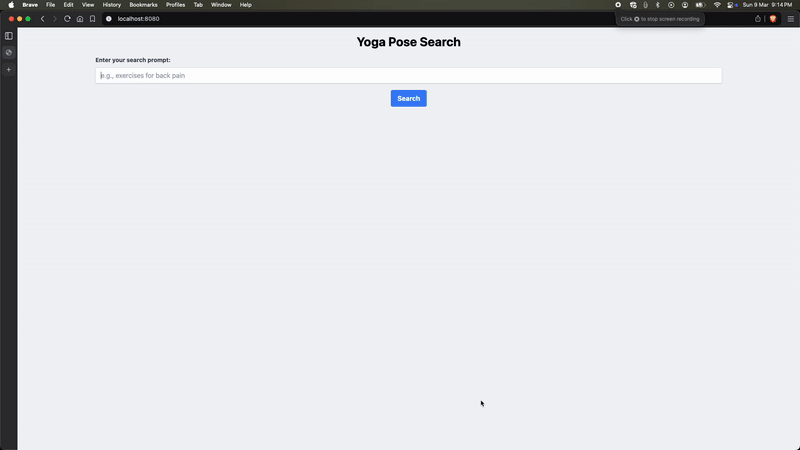 Brave File Edit View History Bookmarks Profiles Tab Window Help Sun 9 Mar 9:14 PM
localhost:8080
Click to stop screen recording
Yoga Pose Search
Enter your search prompt:
e.g., exercises for back pain
Search